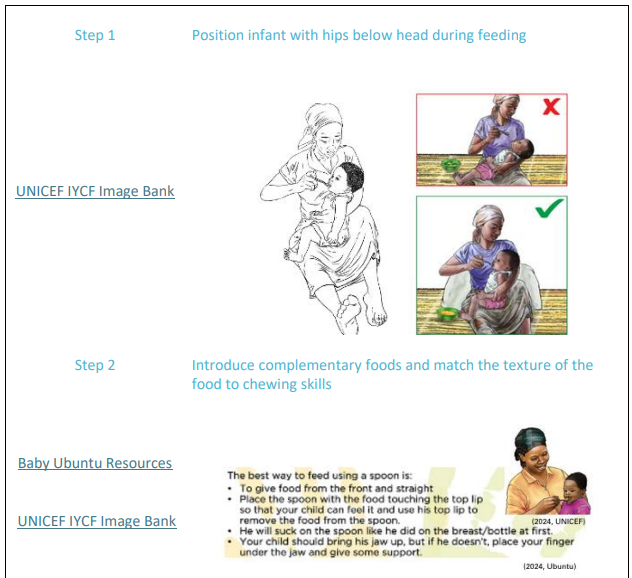 Step 1
Position infant with hips below head during feeding
UNICEF IYCF Image Bank
Step 2
Introduce complementary foods and match the texture of the
food to chewing skills
Baby Ubuntu Resources
UNICEF IYCF Image Bank
The best way to feed using a spoon is:
• To give food from the front and straight
• Place the spoon with the food touching the top lip
so that your child can feel it and use his top lip to
remove the food from the spoon.
• He will suck on the spoon like he did on the breast/bottle at first.
• Your child should bring his jaw up, but if he doesn't, place your finger
under the jaw and give some support.
(2024, UNICEF)
(2024, Ubuntu)